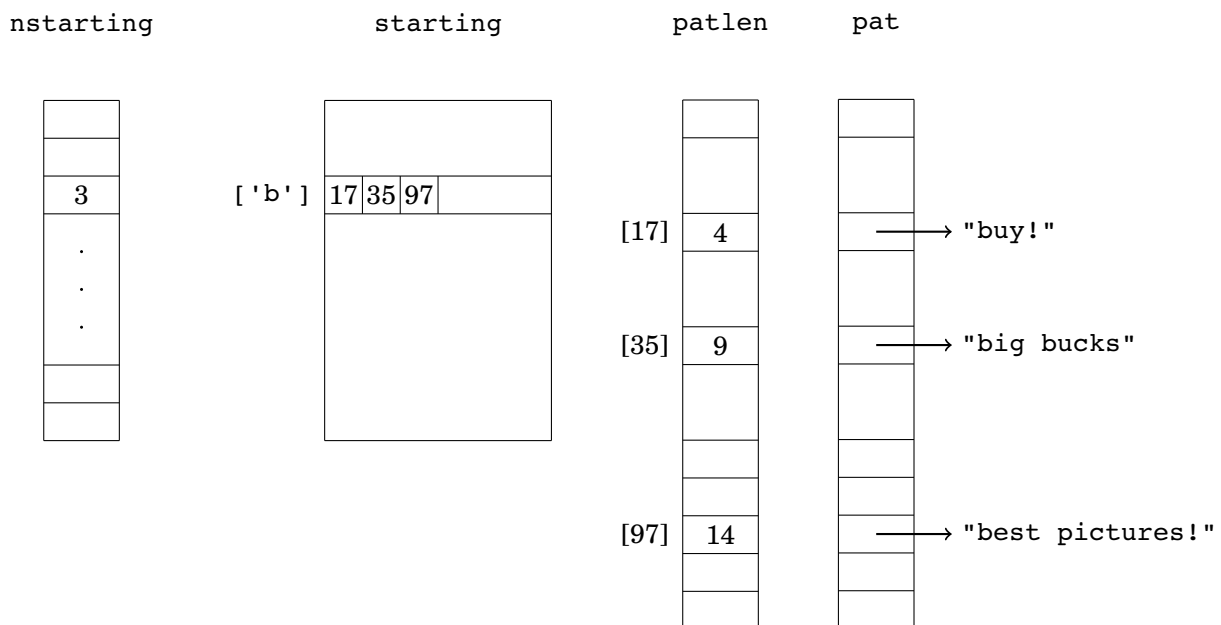 nstarting starting patlen pat
3 ['b'] 17 35 97
[17] 4 "buy!"
.
.
.
[35] 9 "big bucks"
[97] 14 "best pictures!"